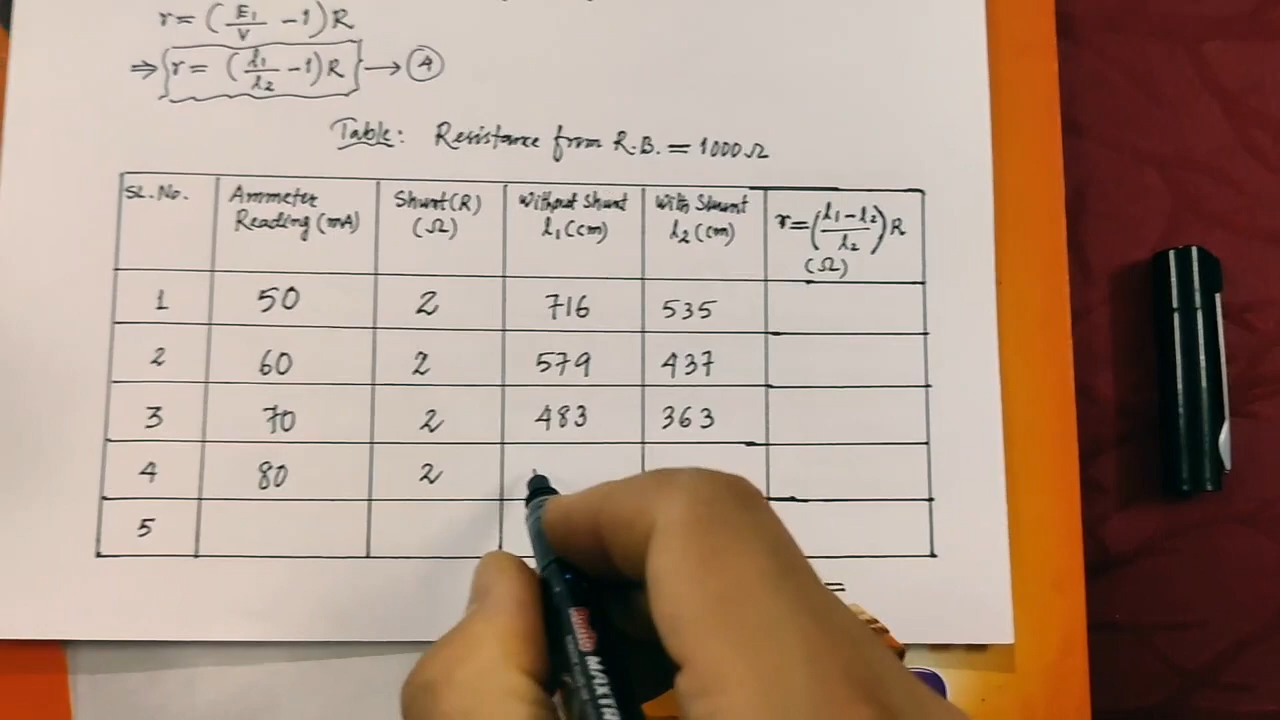 r = (E1/V - 1)R
⇒ r = (l1/l2 - 1)R → 4
Table: Resistance from R.B. = 1000Ω
SL. No. | Ammeter Reading (mA) | Shunt (R) (Ω) | Without Shunt l1 (cm) | With Shunt l2 (cm) | r = (l1 - l2 / l2)R (Ω)
1 | 50 | 2 | 716 | 535
2 | 60 | 2 | 579 | 437
3 | 70 | 2 | 483 | 363
4 | 80 | 2
5
=